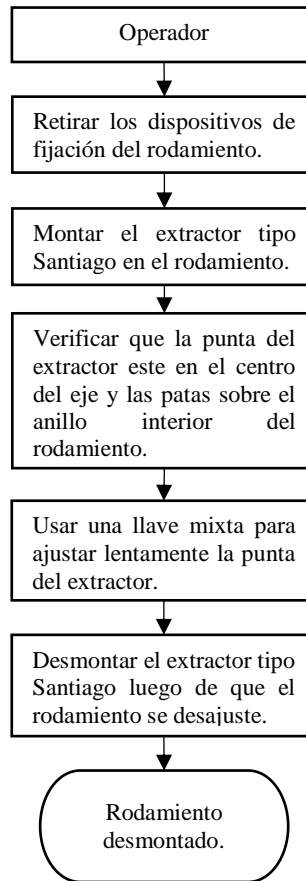 Operador
Retirar los dispositivos de
fijación del rodamiento.
Montar el extractor tipo
Santiago en el rodamiento.
Verificar que la punta del
extractor este en el centro
del eje y las patas sobre el
anillo interior del
rodamiento.
Usar una llave mixta para
ajustar lentamente la punta
del extractor.
Desmontar el extractor tipo
Santiago luego de que el
rodamiento se desajuste.
Rodamiento
desmontado.